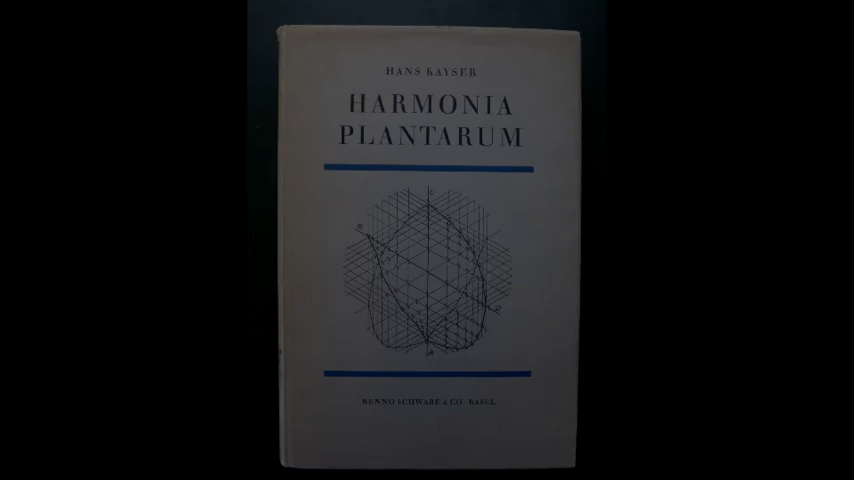 HANS KAYSER
HARMONIA
PLANTARUM
C
BENNO SCHWABE & CO BASEL